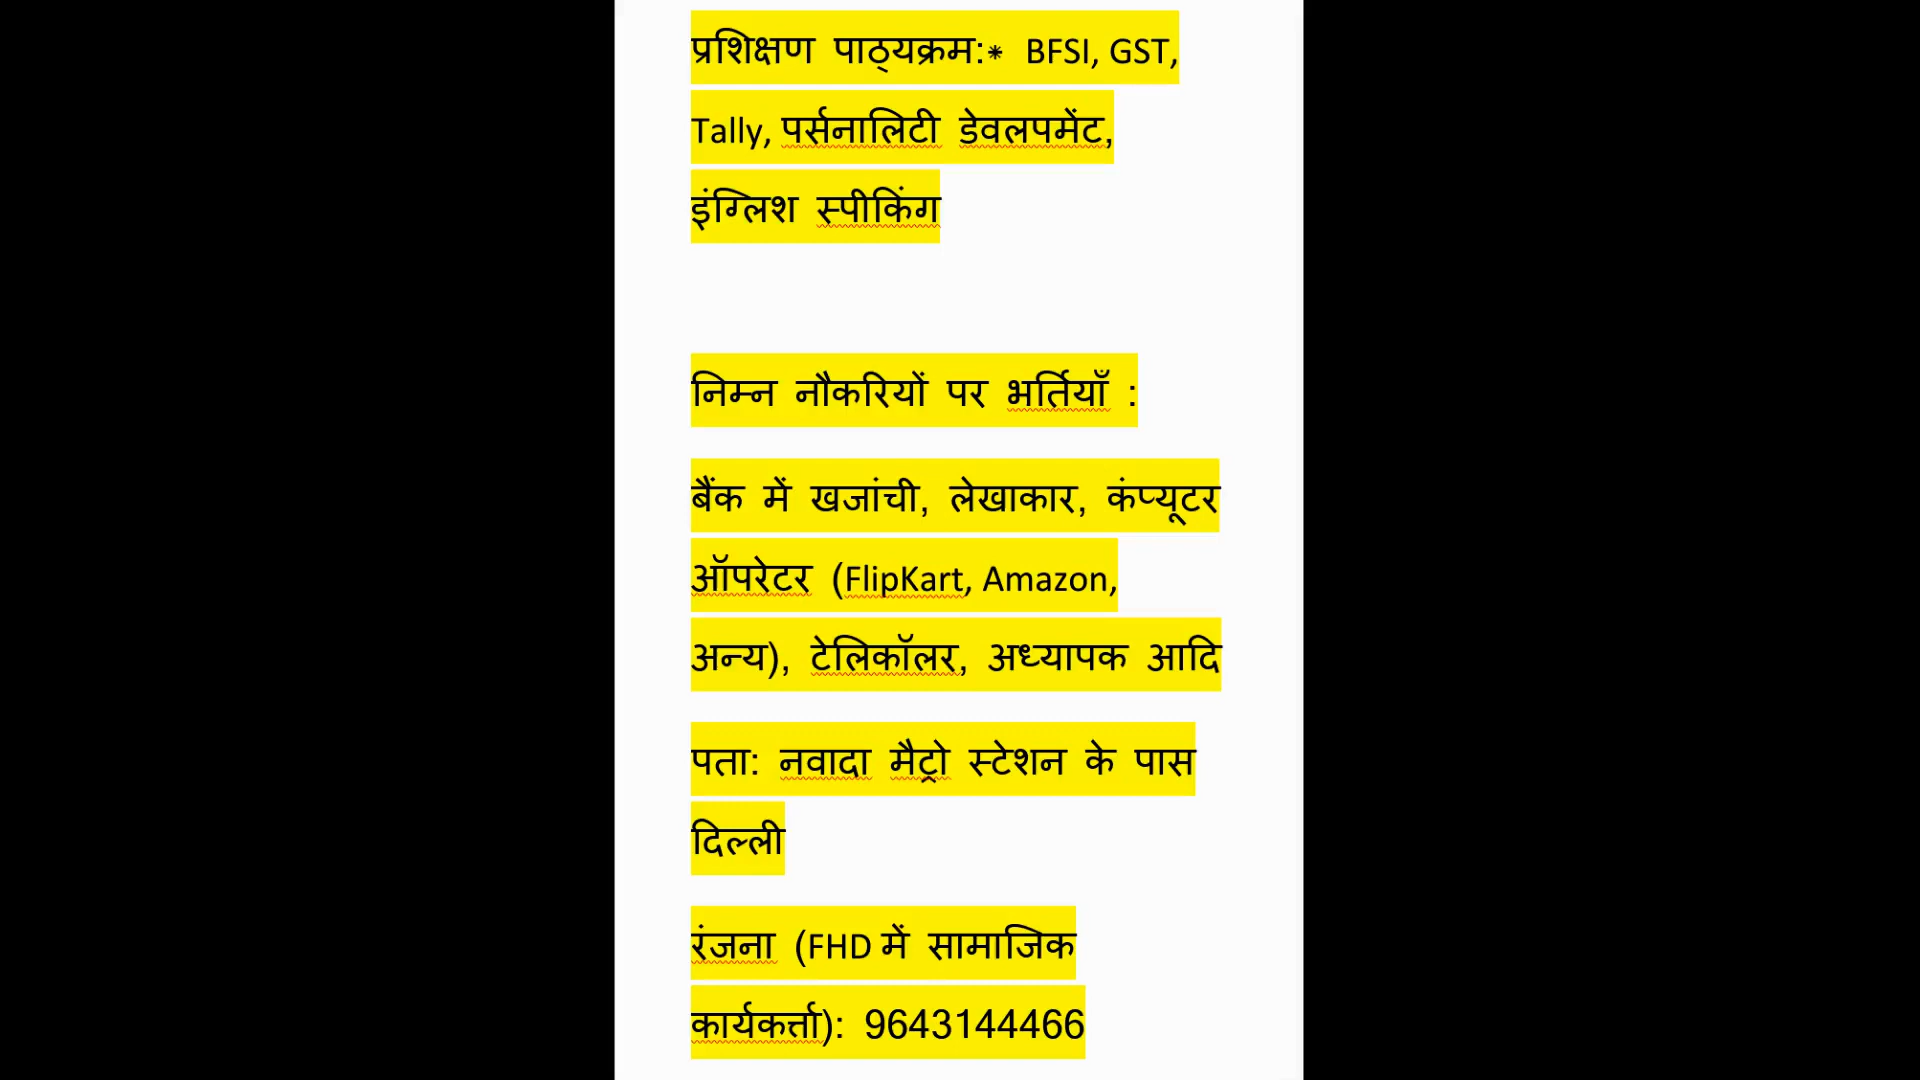 प्रशिक्षण पाठ्यक्रम:* BFSI, GST,
Tally, पर्सनालिटी डेवलपमेंट,
इंग्लिश स्पीकिंग
निम्न नौकरियों पर भर्तियाँ :
बैंक में खजांची, लेखाकार, कंप्यूटर
ऑपरेटर (FlipKart, Amazon,
अन्य), टेलिकॉलर, अध्यापक आदि
पता: नवादा मैट्रो स्टेशन के पास
दिल्ली
रंजना (FHD में सामाजिक
कार्यकर्त्ता): 9643144466